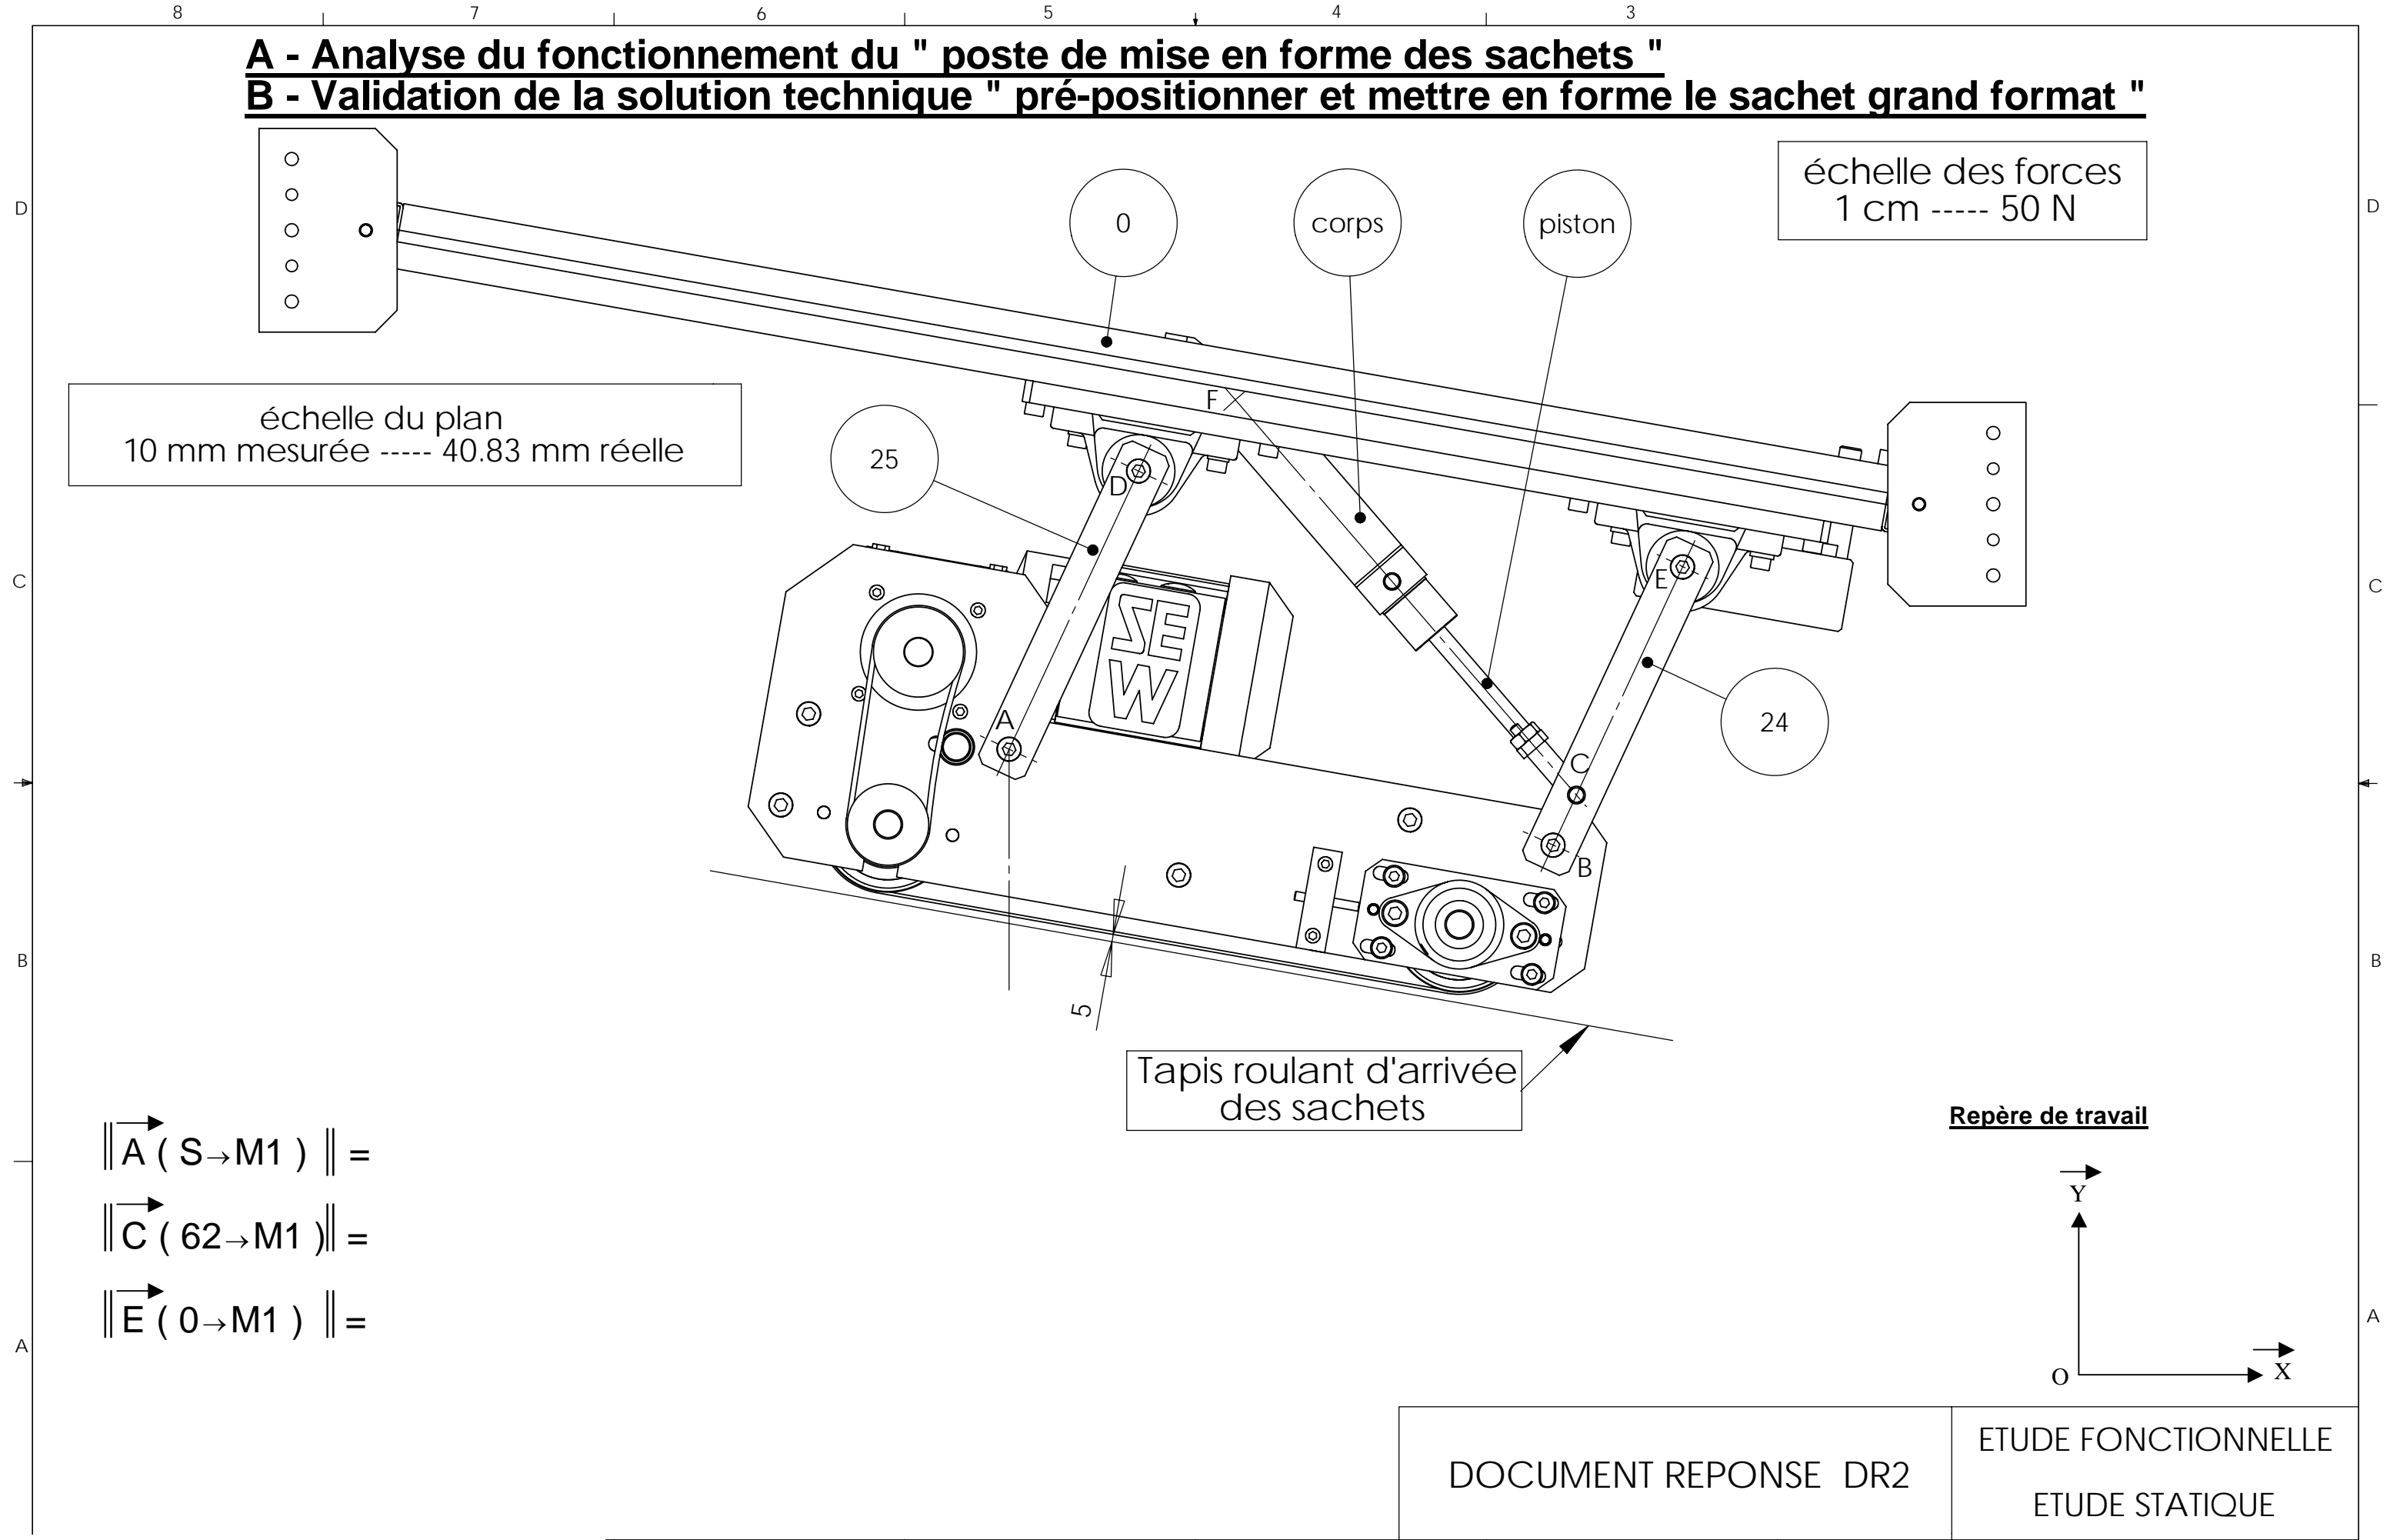 8 7 6 5 4 3
A - Analyse du fonctionnement du " poste de mise en forme des sachets "
B - Validation de la solution technique " pré-positionner et mettre en forme le sachet grand format "
échelle des forces
1 cm ----- 50 N
D
D
0
corps
piston
échelle du plan
10 mm mesurée ----- 40.83 mm réelle
F
25
D
E
C
C
SEW
24
A
C
B
B
B
5
Tapis roulant d'arrivée
des sachets
Repère de travail
‖A ( S→M1 ) ‖ =
‖C ( 62→M1 )‖ =
‖E ( 0→M1 ) ‖ =
Y
O
X
A
A
DOCUMENT REPONSE DR2
ETUDE FONCTIONNELLE
ETUDE STATIQUE